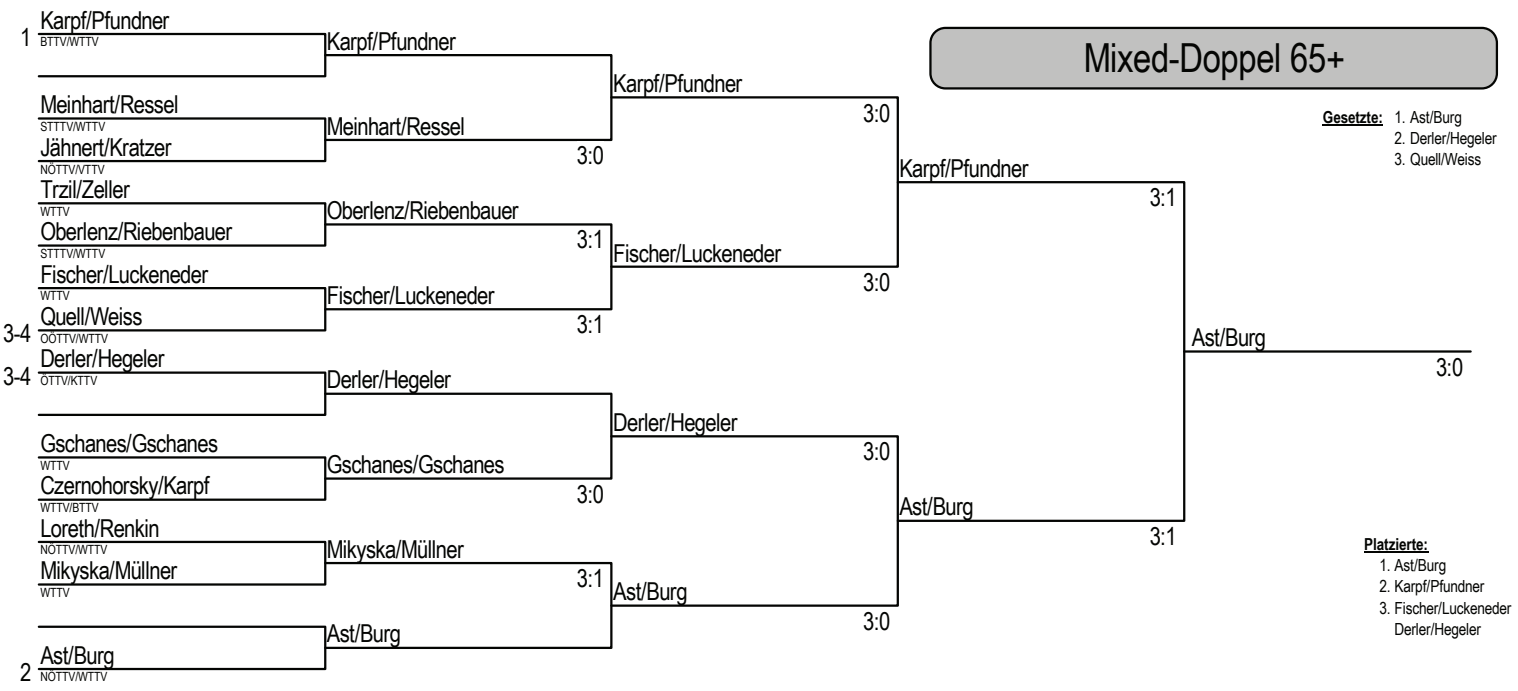 Mixed-Doppel 65+
Gesetzte: 1. Ast/Burg
2. Derler/Hegeler
3. Quell/Weiss
1 Karpf/Pfundner
BTTV/WTTV
Meinhart/Ressel
STTTV/WTTV
Jähnert/Kratzer
NÖTTV/VTTV
Trzil/Zeller
WTTV
Oberlenz/Riebenbauer
STTTV/WTTV
Fischer/Luckeneder
WTTV
3-4 Quell/Weiss
OÖTTV/WTTV
3-4 Derler/Hegeler
ÖTTV/KTTV
Gschanes/Gschanes
WTTV
Czernohorsky/Karpf
WTTV/BTTV
Loreth/Renkin
NÖTTV/WTTV
Mikyska/Müllner
WTTV
2 Ast/Burg
NÖTTV/WTTV
Karpf/Pfundner
Meinhart/Ressel
3:0
Oberlenz/Riebenbauer
3:1
Fischer/Luckeneder
3:1
Derler/Hegeler
Gschanes/Gschanes
3:0
Mikyska/Müllner
3:1
Ast/Burg
Karpf/Pfundner
3:0
Fischer/Luckeneder
3:0
Derler/Hegeler
3:0
Ast/Burg
3:0
Karpf/Pfundner
3:1
Ast/Burg
3:1
Ast/Burg
3:0
Platzierte:
1. Ast/Burg
2. Karpf/Pfundner
3. Fischer/Luckeneder
Derler/Hegeler